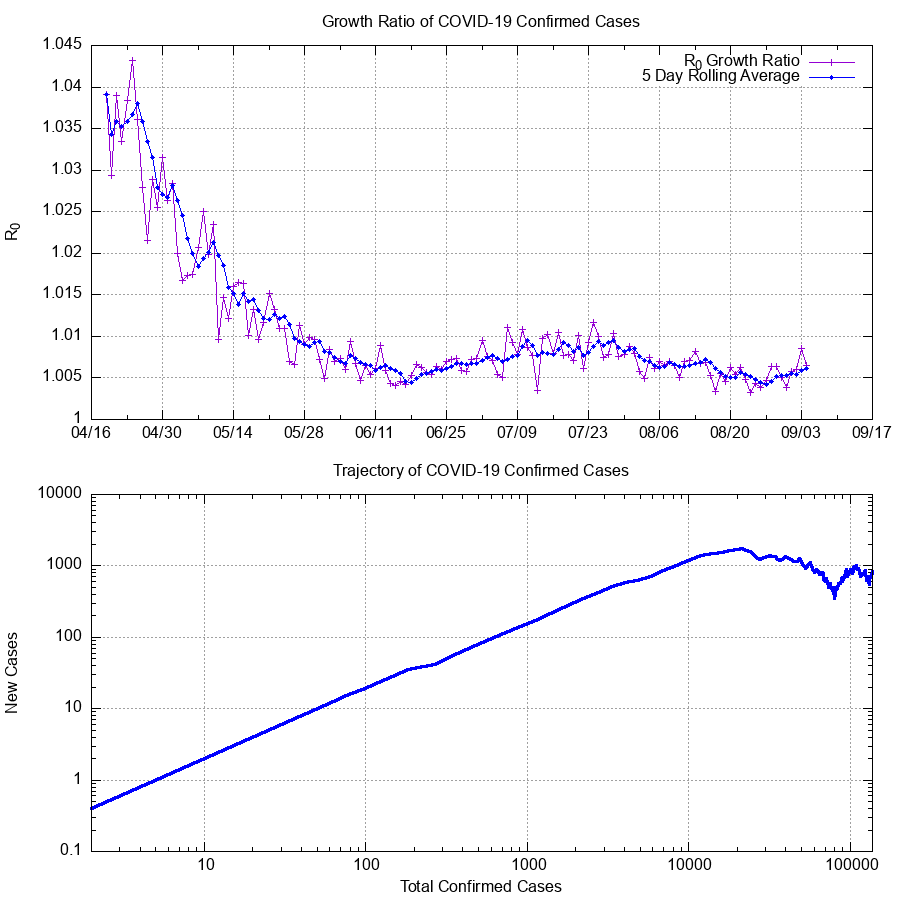 Growth Ratio of COVID-19 Confirmed Cases
R0 Growth Ratio
5 Day Rolling Average
1.045
1.04
1.035
1.03
1.025
1.02
1.015
1.01
1.005
1
R0
04/16 04/30 05/14 05/28 06/11 06/25 07/09 07/23 08/06 08/20 09/03 09/17
Trajectory of COVID-19 Confirmed Cases
10000
1000
100
10
1
0.1
New Cases
10 100 1000 10000 100000
Total Confirmed Cases